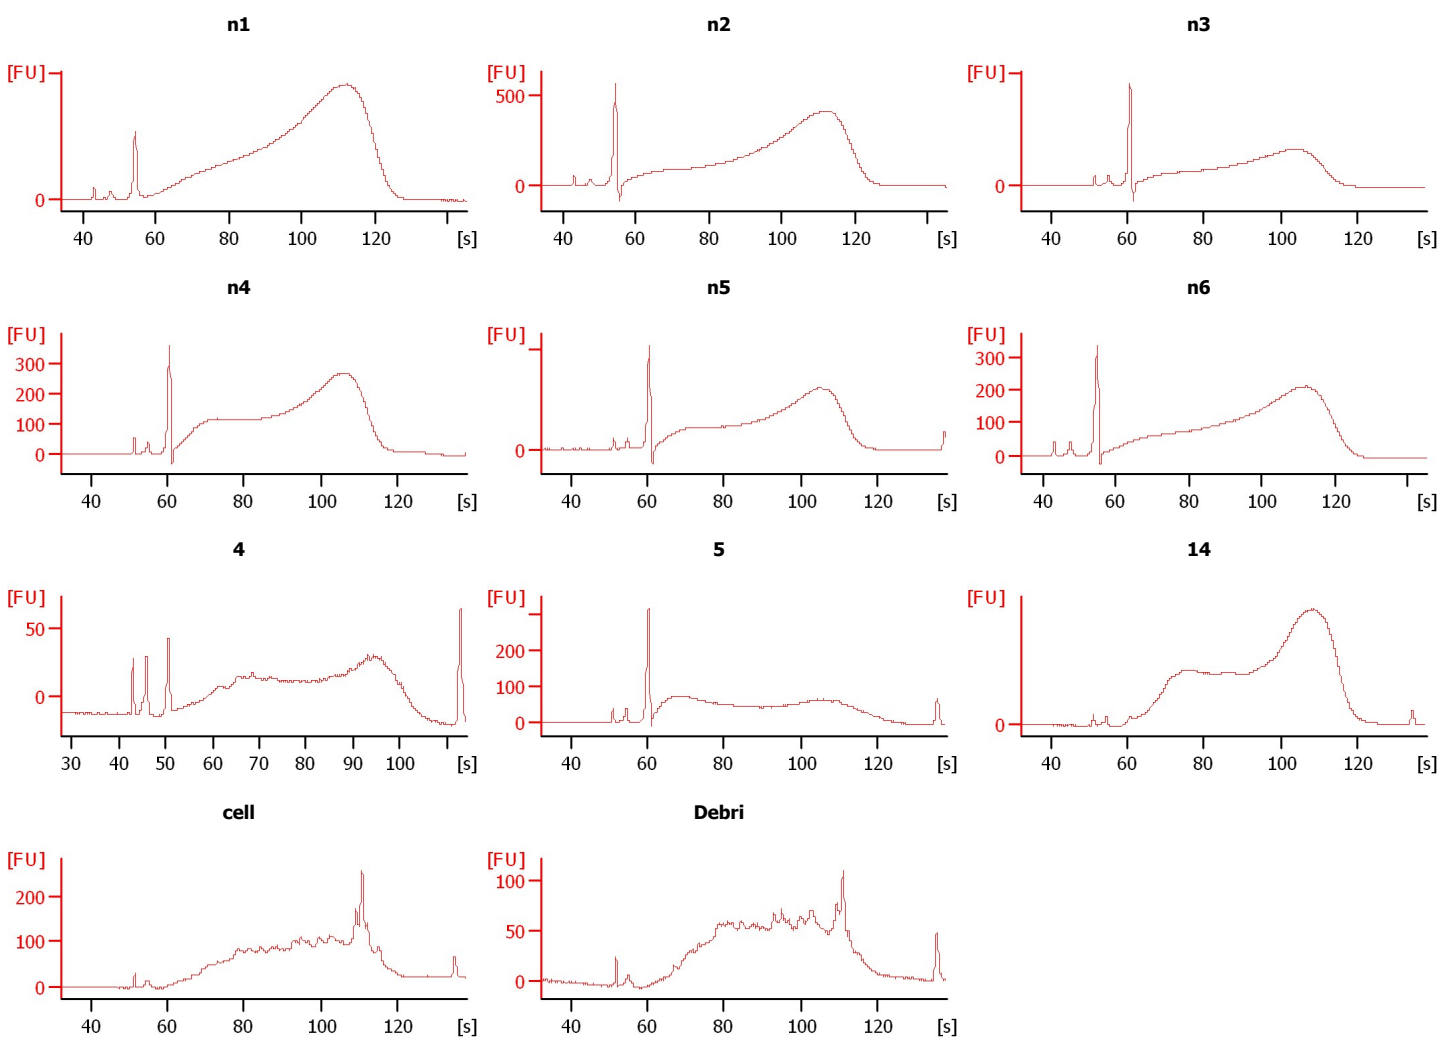 n1 n2 n3
[FU] [FU] [FU]
500
0 0 0
40 60 80 100 120 [s] 40 60 80 100 120 [s] 40 60 80 100 120 [s]
n4 n5 n6
[FU] [FU] [FU]
300 300
200 200
100 100
0 0 0
40 60 80 100 120 [s] 40 60 80 100 120 [s] 40 60 80 100 120 [s]
4 5 14
[FU] [FU] [FU]
50
200
100
0 0 0
30 40 50 60 70 80 90 100 [s] 40 60 80 100 120 [s] 40 60 80 100 120 [s]
cell Debri
[FU] [FU]
200 100
100 50
0 0
40 60 80 100 120 [s] 40 60 80 100 120 [s]